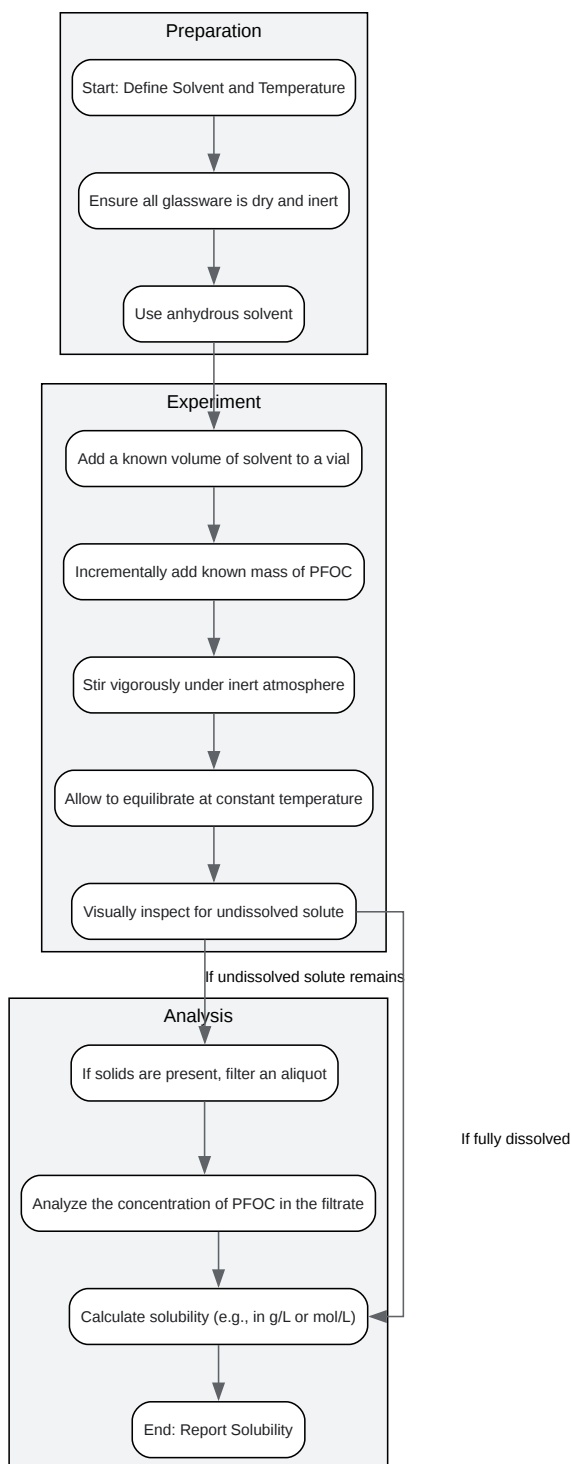 Preparation
Start: Define Solvent and Temperature
Ensure all glassware is dry and inert
Use anhydrous solvent
Experiment
Add a known volume of solvent to a vial
Incrementally add known mass of PFOC
Stir vigorously under inert atmosphere
Allow to equilibrate at constant temperature
Visually inspect for undissolved solute
If undissolved solute remains
Analysis
If solids are present, filter an aliquot
If fully dissolved
Analyze the concentration of PFOC in the filtrate
Calculate solubility (e.g., in g/L or mol/L)
End: Report Solubility